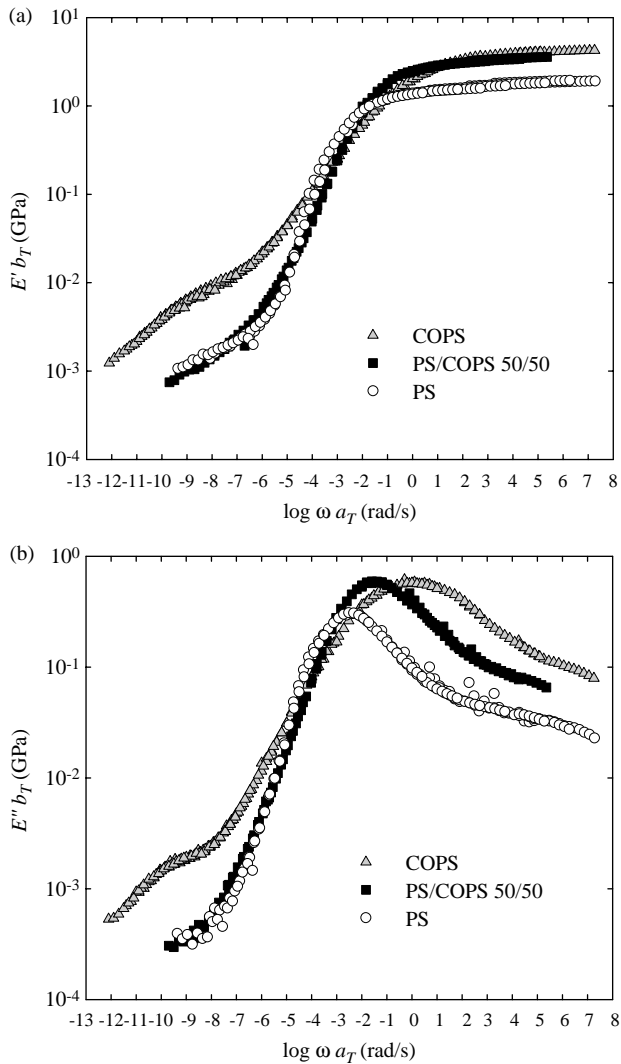 (a)
10^1
10^0
10^-1
10^-2
10^-3
10^-4
E′ b_T (GPa)
COPS
PS/COPS 50/50
PS
-13 -12 -11 -10 -9 -8 -7 -6 -5 -4 -3 -2 -1 0 1 2 3 4 5 6 7
log ω a_T (rad/s)
(b)
10^0
10^-1
10^-2
10^-3
10^-4
E″ b_T (GPa)
COPS
PS/COPS 50/50
PS
-13 -12 -11 -10 -9 -8 -7 -6 -5 -4 -3 -2 -1 0 1 2 3 4 5 6 7
log ω a_T (rad/s)